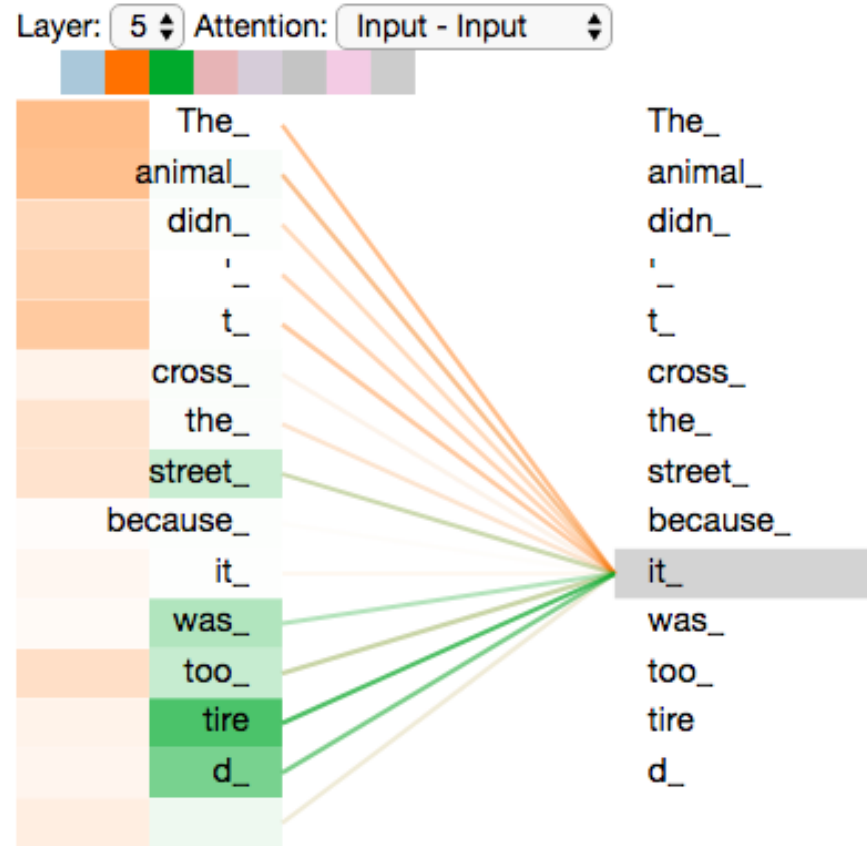 Layer: 5 Attention: Input - Input
The_ The_
animal_ animal_
didn_ didn_
'_ '_
t_ t_
cross_ cross_
the_ the_
street_ street_
because_ because_
it_ it_
was_ was_
too_ too_
tire tire
d_ d_